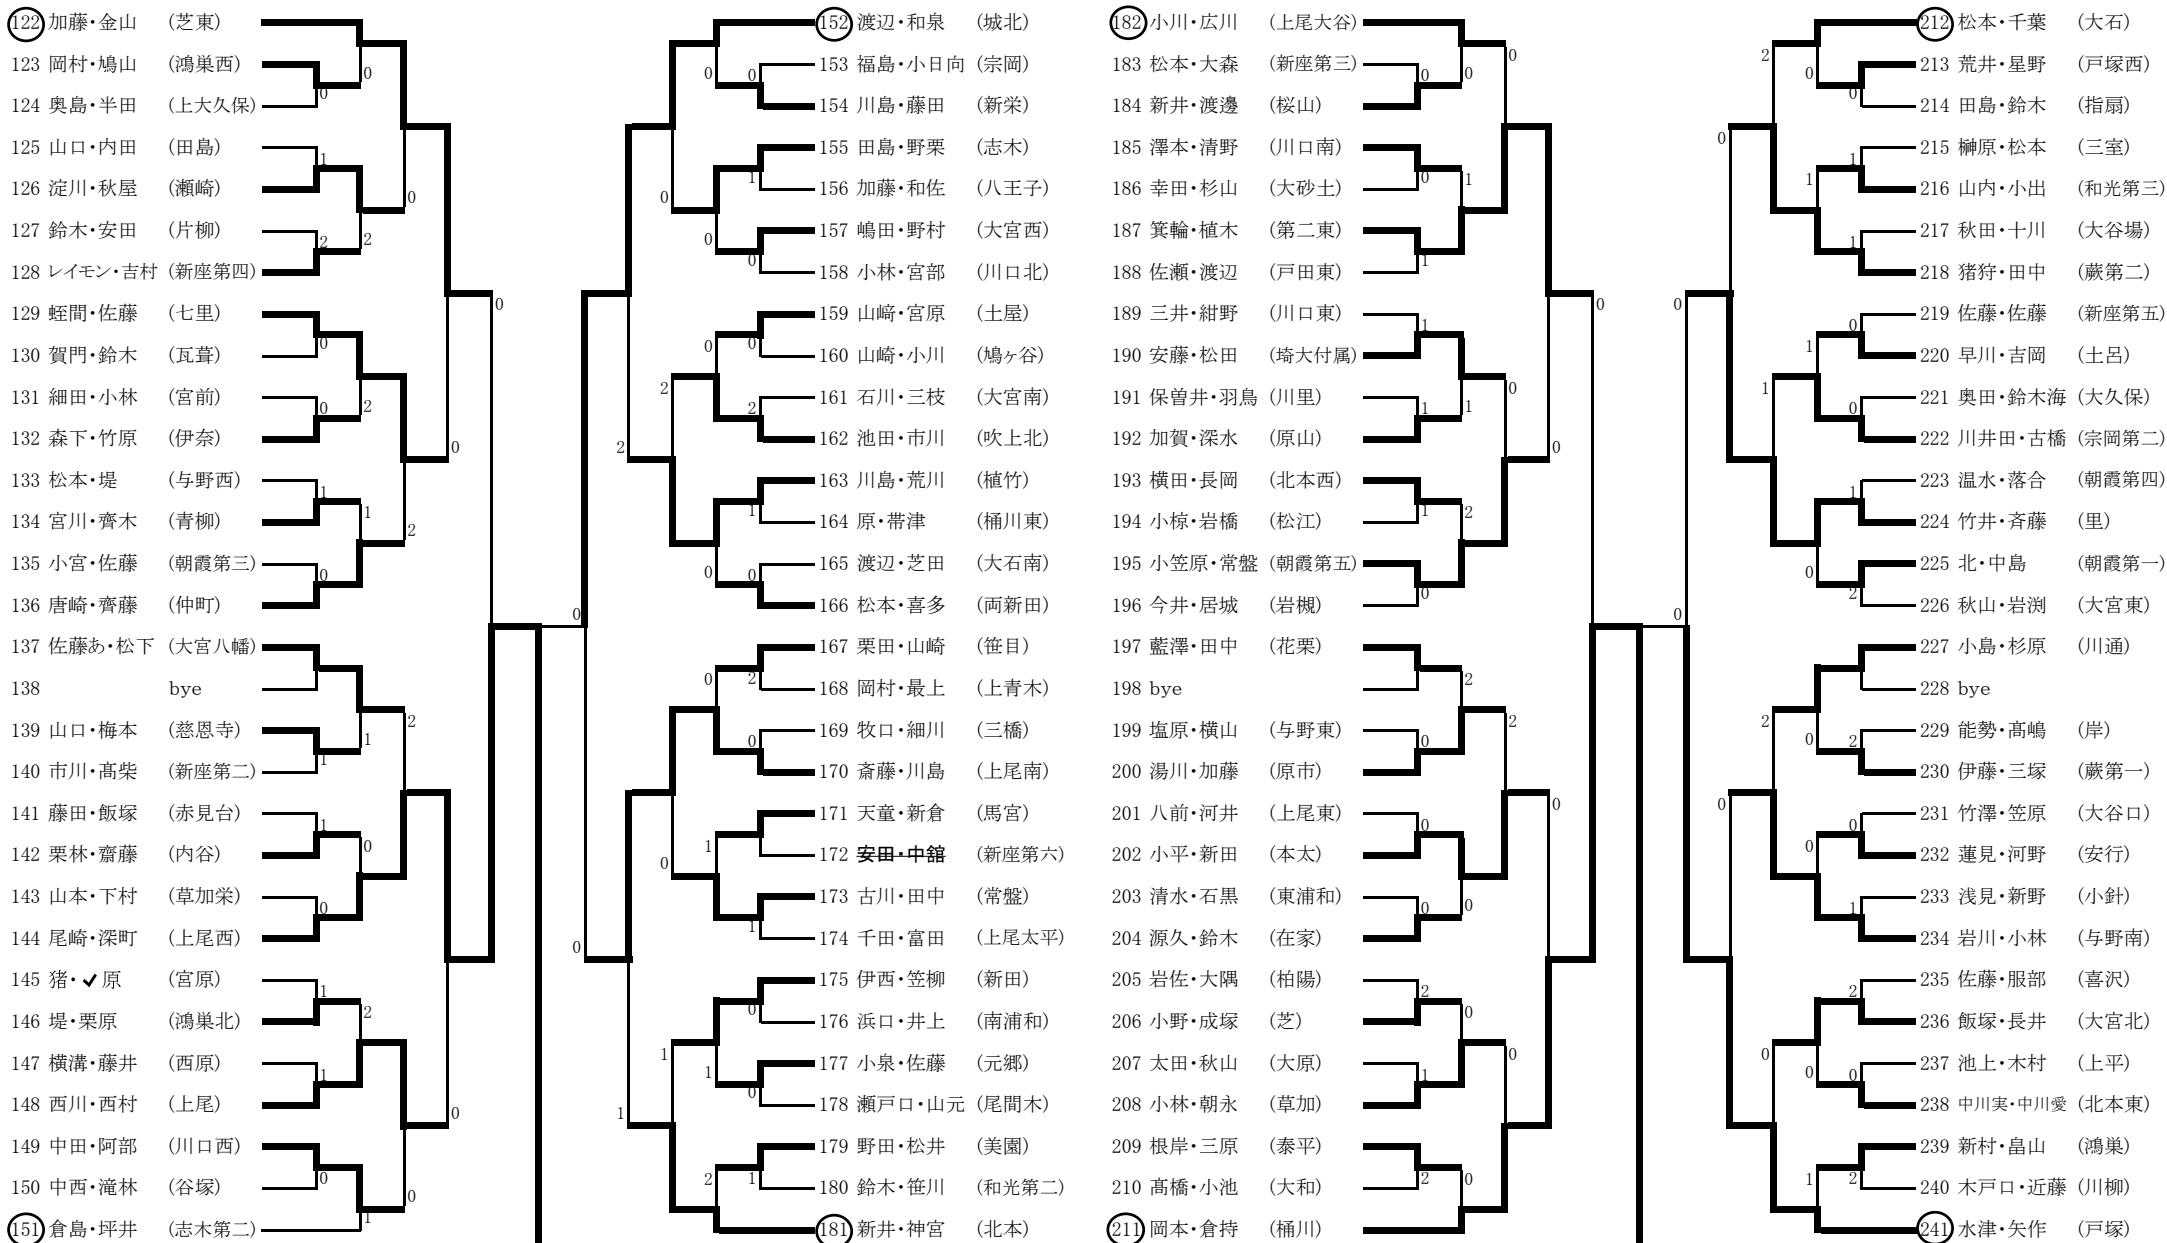 122 加藤・金山 (芝東)
123 岡村・鳩山 (鴻巣西)
124 奥島・半田 (上大久保)
125 山口・内田 (田島)
126 淀川・秋屋 (瀬崎)
127 鈴木・安田 (片柳)
128 レイモン・吉村 (新座第四)
129 蛭間・佐藤 (七里)
130 賀門・鈴木 (瓦葺)
131 細田・小林 (宮前)
132 森下・竹原 (伊奈)
133 松本・堤 (与野西)
134 宮川・齊木 (青柳)
135 小宮・佐藤 (朝霞第三)
136 唐崎・齊藤 (仲町)
137 佐藤あ・松下 (大宮八幡)
138 bye
139 山口・梅本 (慈恩寺)
140 市川・髙柴 (新座第二)
141 藤田・飯塚 (赤見台)
142 栗林・齋藤 (内谷)
143 山本・下村 (草加栄)
144 尾崎・深町 (上尾西)
145 猪・✔原 (宮原)
146 堤・栗原 (鴻巣北)
147 横溝・藤井 (西原)
148 西川・西村 (上尾)
149 中田・阿部 (川口西)
150 中西・滝林 (谷塚)
151 倉島・坪井 (志木第二)
152 渡辺・和泉 (城北)
153 福島・小日向 (宗岡)
154 川島・藤田 (新栄)
155 田島・野栗 (志木)
156 加藤・和佐 (八王子)
157 嶋田・野村 (大宮西)
158 小林・宮部 (川口北)
159 山﨑・宮原 (土屋)
160 山崎・小川 (鳩ヶ谷)
161 石川・三枝 (大宮南)
162 池田・市川 (吹上北)
163 川島・荒川 (植竹)
164 原・帯津 (桶川東)
165 渡辺・芝田 (大石南)
166 松本・喜多 (両新田)
167 栗田・山崎 (笹目)
168 岡村・最上 (上青木)
169 牧口・細川 (三橋)
170 斎藤・川島 (上尾南)
171 天童・新倉 (馬宮)
172 安田・中舘 (新座第六)
173 古川・田中 (常盤)
174 千田・富田 (上尾太平)
175 伊西・笠柳 (新田)
176 浜口・井上 (南浦和)
177 小泉・佐藤 (元郷)
178 瀬戸口・山元 (尾間木)
179 野田・松井 (美園)
180 鈴木・笹川 (和光第二)
181 新井・神宮 (北本)
182 小川・広川 (上尾大谷)
183 松本・大森 (新座第三)
184 新井・渡邊 (桜山)
185 澤本・清野 (川口南)
186 幸田・杉山 (大砂土)
187 箕輪・植木 (第二東)
188 佐瀬・渡辺 (戸田東)
189 三井・紺野 (川口東)
190 安藤・松田 (埼大付属)
191 保曽井・羽鳥 (川里)
192 加賀・深水 (原山)
193 横田・長岡 (北本西)
194 小椋・岩橋 (松江)
195 小笠原・常盤 (朝霞第五)
196 今井・居城 (岩槻)
197 藍澤・田中 (花栗)
198 bye
199 塩原・横山 (与野東)
200 湯川・加藤 (原市)
201 八前・河井 (上尾東)
202 小平・新田 (本太)
203 清水・石黒 (東浦和)
204 源久・鈴木 (在家)
205 岩佐・大隅 (柏陽)
206 小野・成塚 (芝)
207 太田・秋山 (大原)
208 小林・朝永 (草加)
209 根岸・三原 (泰平)
210 髙橋・小池 (大和)
211 岡本・倉持 (桶川)
212 松本・千葉 (大石)
213 荒井・星野 (戸塚西)
214 田島・鈴木 (指扇)
215 榊原・松本 (三室)
216 山内・小出 (和光第三)
217 秋田・十川 (大谷場)
218 猪狩・田中 (蕨第二)
219 佐藤・佐藤 (新座第五)
220 早川・吉岡 (土呂)
221 奥田・鈴木海 (大久保)
222 川井田・古橋 (宗岡第二)
223 温水・落合 (朝霞第四)
224 竹井・斉藤 (里)
225 北・中島 (朝霞第一)
226 秋山・岩渕 (大宮東)
227 小島・杉原 (川通)
228 bye
229 能勢・髙嶋 (岸)
230 伊藤・三塚 (蕨第一)
231 竹澤・笠原 (大谷口)
232 蓮見・河野 (安行)
233 浅見・新野 (小針)
234 岩川・小林 (与野南)
235 佐藤・服部 (喜沢)
236 飯塚・長井 (大宮北)
237 池上・木村 (上平)
238 中川実・中川愛 (北本東)
239 新村・畠山 (鴻巣)
240 木戸口・近藤 (川柳)
241 水津・矢作 (戸塚)